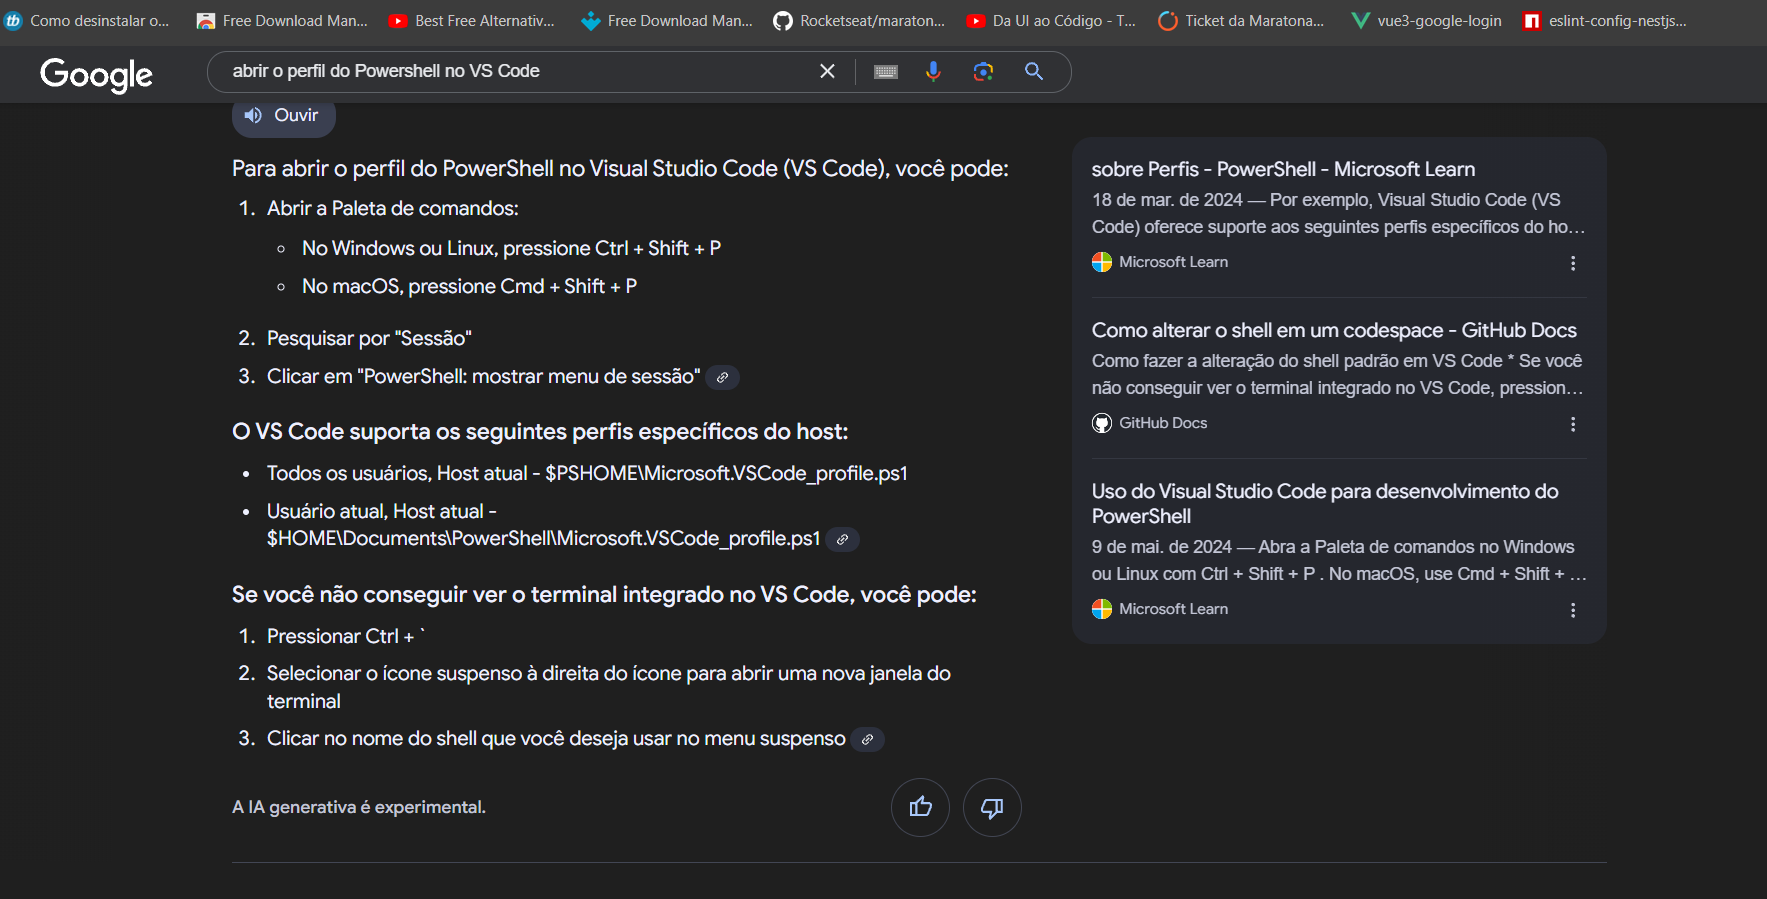 tb Como desinstalar o...
Free Download Man...
Best Free Alternativ...
Free Download Man...
Rocketseat/maraton...
Da UI ao Código - T...
Ticket da Maratona...
vue3-google-login
n eslint-config-nestjs...
Google
abrir o perfil do Powershell no VS Code
Ouvir
Para abrir o perfil do PowerShell no Visual Studio Code (VS Code), você pode:
1. Abrir a Paleta de comandos:
No Windows ou Linux, pressione Ctrl + Shift + P
No macOS, pressione Cmd + Shift + P
2. Pesquisar por "Sessão"
3. Clicar em "PowerShell: mostrar menu de sessão"
O VS Code suporta os seguintes perfis específicos do host:
Todos os usuários, Host atual - $PSHOME\Microsoft.VSCode_profile.ps1
Usuário atual, Host atual -
$HOME\Documents\PowerShell\Microsoft.VSCode_profile.ps1
Se você não conseguir ver o terminal integrado no VS Code, você pode:
1. Pressionar Ctrl + `
2. Selecionar o ícone suspenso à direita do ícone para abrir uma nova janela do
terminal
3. Clicar no nome do shell que você deseja usar no menu suspenso
A IA generativa é experimental.
sobre Perfis - PowerShell - Microsoft Learn
18 de mar. de 2024 — Por exemplo, Visual Studio Code (VS
Code) oferece suporte aos seguintes perfis específicos do ho...
Microsoft Learn
Como alterar o shell em um codespace - GitHub Docs
Como fazer a alteração do shell padrão em VS Code * Se você
não conseguir ver o terminal integrado no VS Code, pression...
GitHub Docs
Uso do Visual Studio Code para desenvolvimento do
PowerShell
9 de mai. de 2024 — Abra a Paleta de comandos no Windows
ou Linux com Ctrl + Shift + P . No macOS, use Cmd + Shift + ...
Microsoft Learn